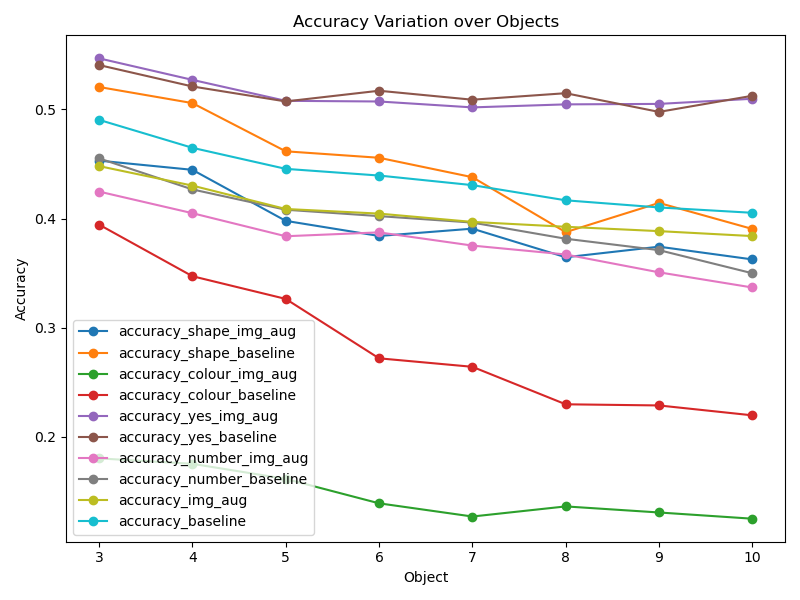 Accuracy Variation over Objects
Accuracy
0.5
0.4
0.3
0.2
accuracy_shape_img_aug
accuracy_shape_baseline
accuracy_colour_img_aug
accuracy_colour_baseline
accuracy_yes_img_aug
accuracy_yes_baseline
accuracy_number_img_aug
accuracy_number_baseline
accuracy_img_aug
accuracy_baseline
3 4 5 6 7 8 9 10
Object